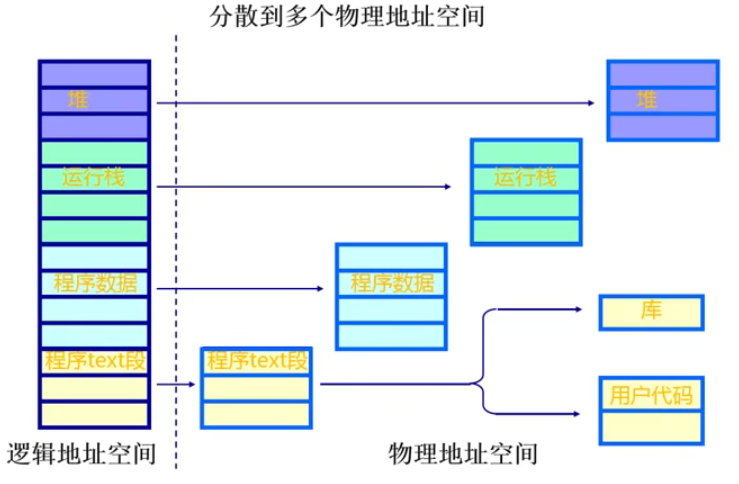 分散到多个物理地址空间
堆
堆
运行栈
运行栈
程序数据
程序数据
库
程序text段
程序text段
用户代码
逻辑地址空间
物理地址空间